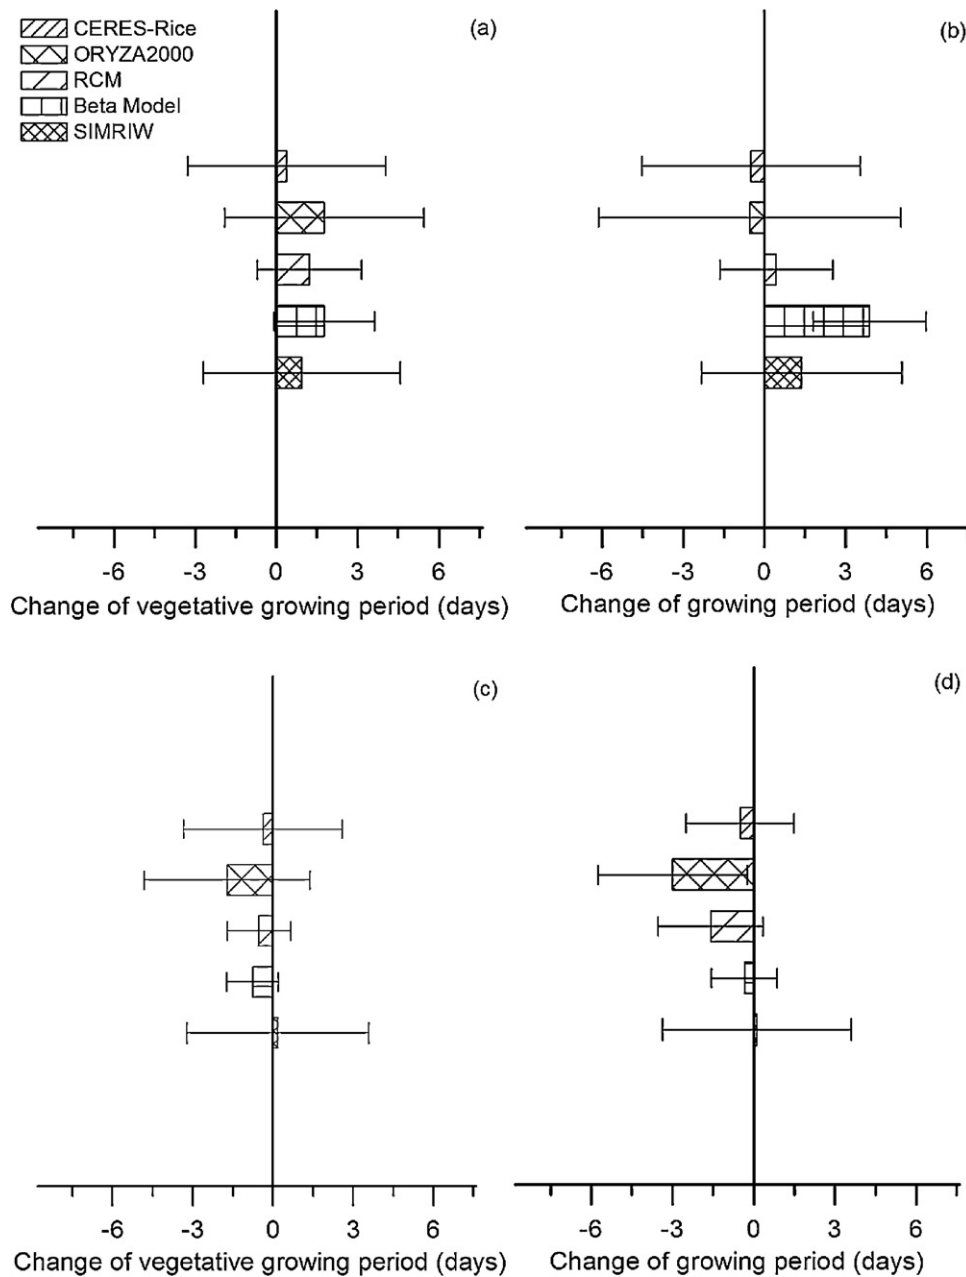 CERES-Rice
ORYZA2000
RCM
Beta Model
SIMRIW
(a)
(b)
-6 -3 0 3 6
Change of vegetative growing period (days)
-6 -3 0 3 6
Change of growing period (days)
(c)
(d)
-6 -3 0 3 6
Change of vegetative growing period (days)
-6 -3 0 3 6
Change of growing period (days)